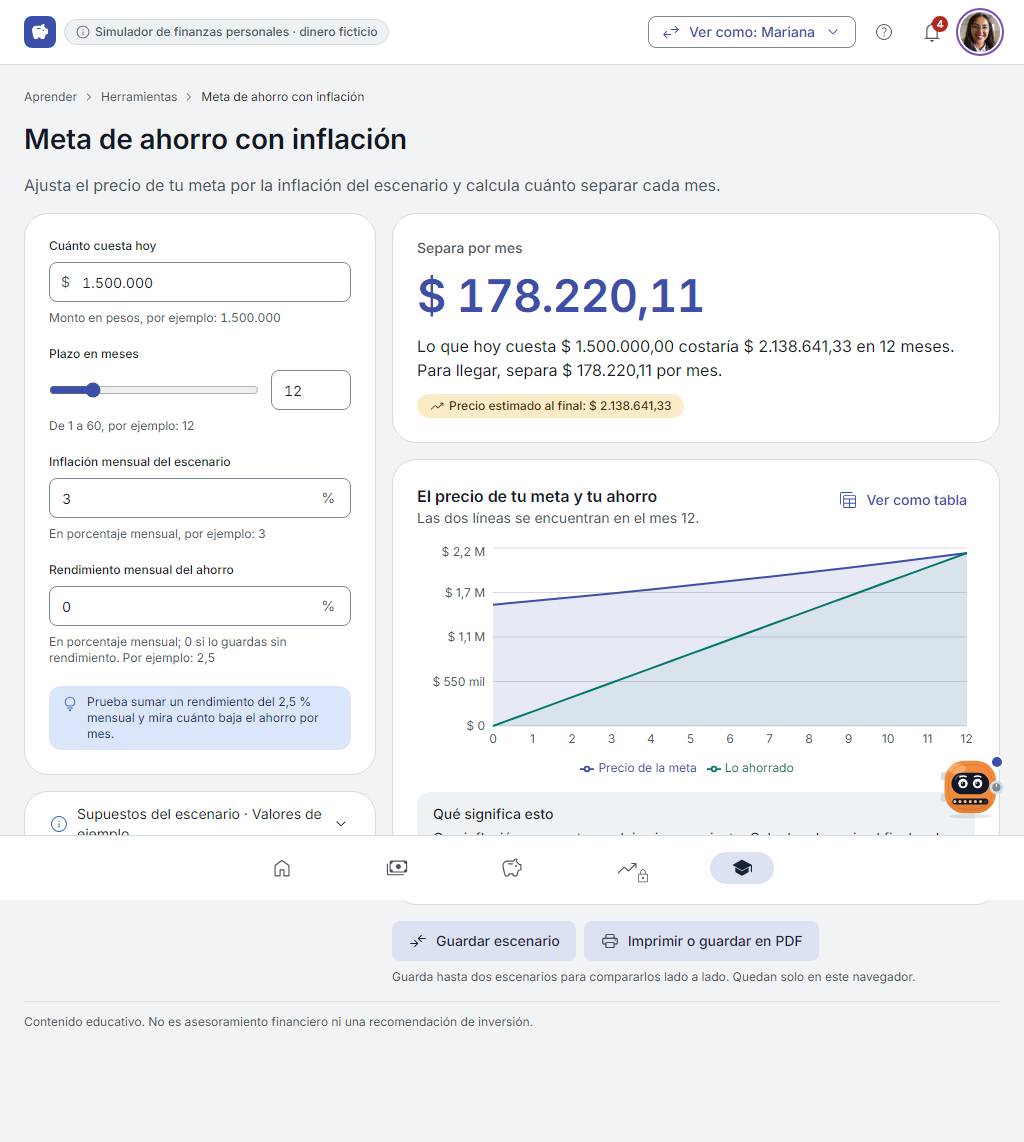 Simulador de finanzas personales · dinero ficticio
Ver como: Mariana
4
Aprender > Herramientas > Meta de ahorro con inflación
Meta de ahorro con inflación
Ajusta el precio de tu meta por la inflación del escenario y calcula cuánto separar cada mes.
Cuánto cuesta hoy
$ 1.500.000
Monto en pesos, por ejemplo: 1.500.000
Plazo en meses
12
De 1 a 60, por ejemplo: 12
Inflación mensual del escenario
3 %
En porcentaje mensual, por ejemplo: 3
Rendimiento mensual del ahorro
0 %
En porcentaje mensual; 0 si lo guardas sin
rendimiento. Por ejemplo: 2,5
Prueba sumar un rendimiento del 2,5 %
mensual y mira cuánto baja el ahorro por
mes.
Supuestos del escenario · Valores de
ejemplo
Separa por mes
$ 178.220,11
Lo que hoy cuesta $ 1.500.000,00 costaría $ 2.138.641,33 en 12 meses.
Para llegar, separa $ 178.220,11 por mes.
Precio estimado al final: $ 2.138.641,33
El precio de tu meta y tu ahorro
Ver como tabla
Las dos líneas se encuentran en el mes 12.
$ 2,2 M
$ 1,7 M
$ 1,1 M
$ 550 mil
$ 0
0 1 2 3 4 5 6 7 8 9 10 11 12
Precio de la meta Lo ahorrado
Qué significa esto
Guardar escenario
Imprimir o guardar en PDF
Guarda hasta dos escenarios para compararlos lado a lado. Quedan solo en este navegador.
Contenido educativo. No es asesoramiento financiero ni una recomendación de inversión.